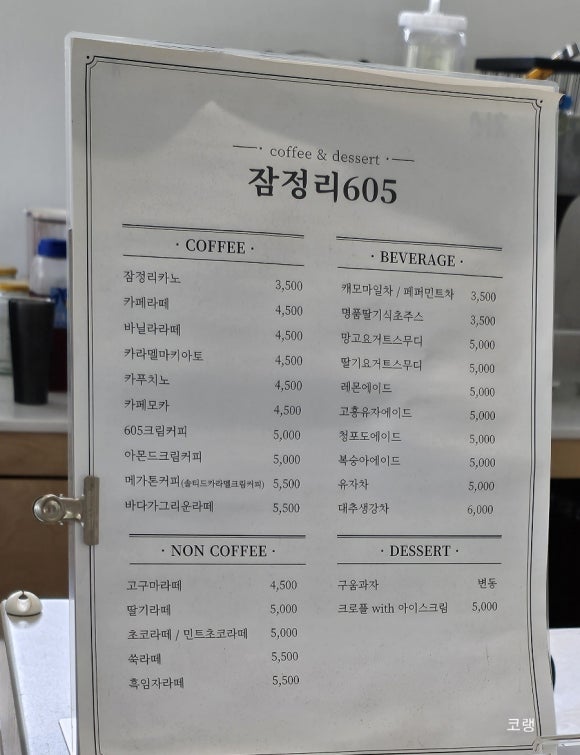 · coffee & dessert ·
잠정리605
· COFFEE ·
잠정리카노 3,500
카페라떼 4,500
바닐라라떼 4,500
카라멜마키아토 4,500
카푸치노 4,500
카페모카 4,500
605크림커피 5,000
아몬드크림커피 5,000
메가톤커피(솔티드카라멜크림커피) 5,500
바다가그리운라떼 5,500
· NON COFFEE ·
고구마라떼 4,500
딸기라떼 5,000
초코라떼 / 민트초코라떼 5,000
쑥라떼 5,500
흑임자라떼 5,500
· BEVERAGE ·
캐모마일차 / 페퍼민트차 3,500
명품딸기식초주스 3,500
망고요거트스무디 5,000
딸기요거트스무디 5,000
레몬에이드 5,000
고흥유자에이드 5,000
청포도에이드 5,000
복숭아에이드 5,000
유자차 5,000
대추생강차 6,000
· DESSERT ·
구움과자 변동
크로플 with 아이스크림 5,000
코랭